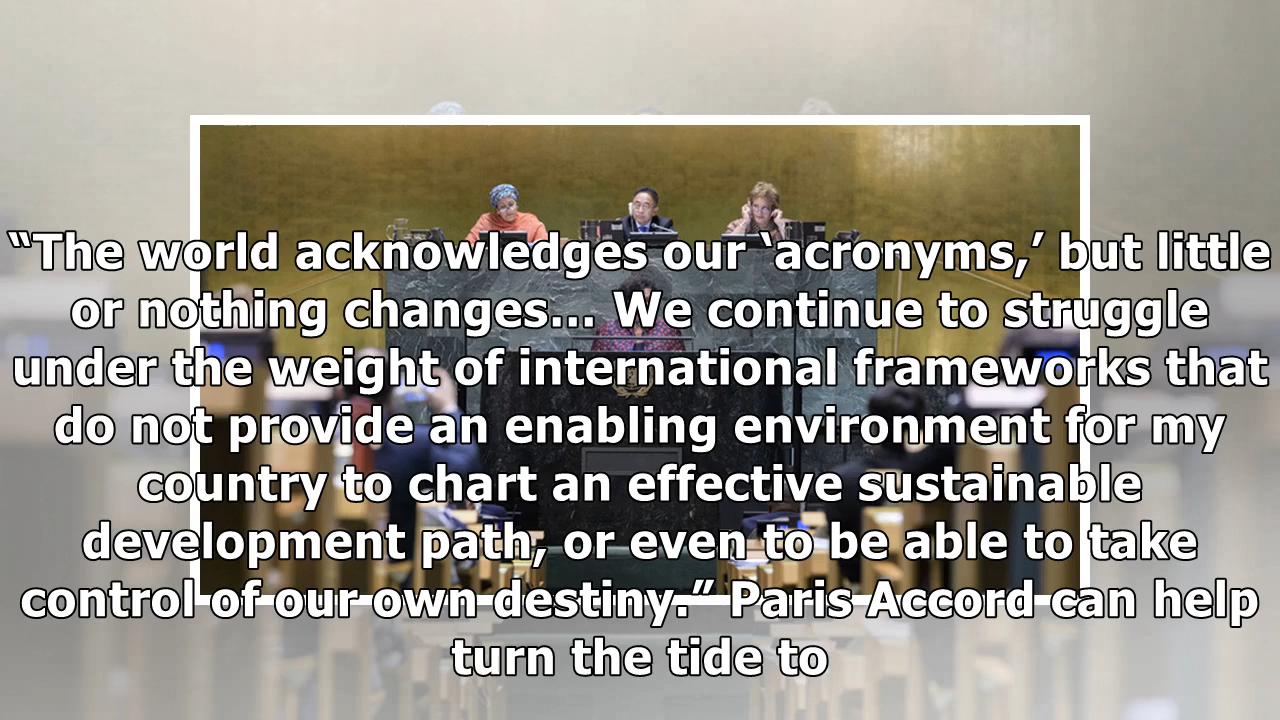 “The world acknowledges our ‘acronyms,’ but little
or nothing changes... We continue to struggle
under the weight of international frameworks that
do not provide an enabling environment for my
country to chart an effective sustainable
development path, or even to be able to take
control of our own destiny.” Paris Accord can help
turn the tide to